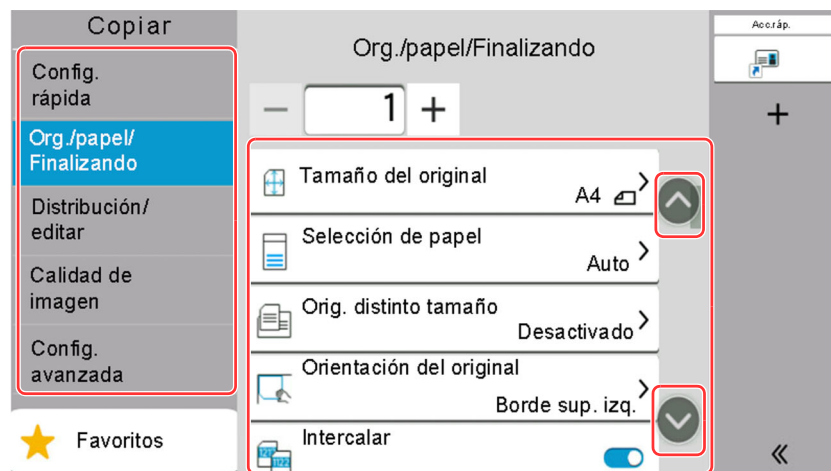 Copiar
Config.
rápida
Org./papel/
Finalizando
Distribución/
editar
Calidad de
imagen
Config.
avanzada
Favoritos
Org./papel/Finalizando
1
Tamaño del original
A4
Selección de papel
Auto
Orig. distinto tamaño
Desactivado
Orientación del original
Borde sup. izq.
Intercalar
Acc.ráp.